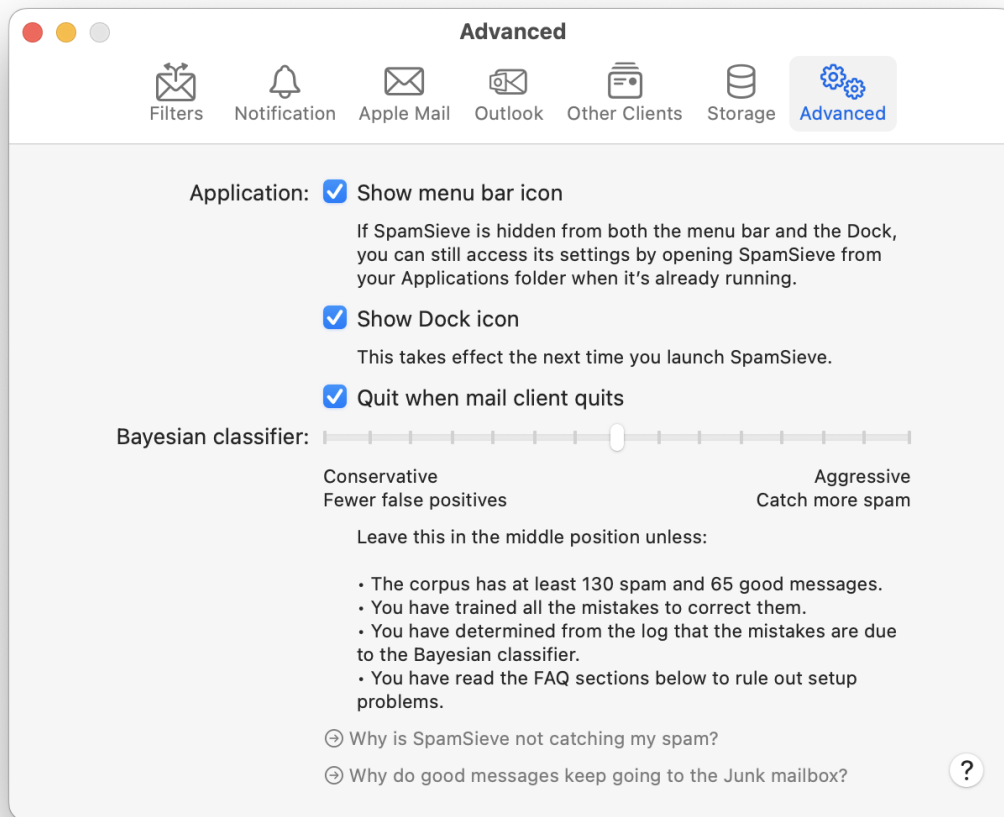 Advanced
Filters
Notification
Apple Mail
Outlook
Other Clients
Storage
Advanced
Application:
Show menu bar icon
If SpamSieve is hidden from both the menu bar and the Dock,
you can still access its settings by opening SpamSieve from
your Applications folder when it’s already running.
Show Dock icon
This takes effect the next time you launch SpamSieve.
Quit when mail client quits
Bayesian classifier:
Conservative
Aggressive
Fewer false positives
Catch more spam
Leave this in the middle position unless:
• The corpus has at least 130 spam and 65 good messages.
• You have trained all the mistakes to correct them.
• You have determined from the log that the mistakes are due
to the Bayesian classifier.
• You have read the FAQ sections below to rule out setup
problems.
Why is SpamSieve not catching my spam?
Why do good messages keep going to the Junk mailbox?
?